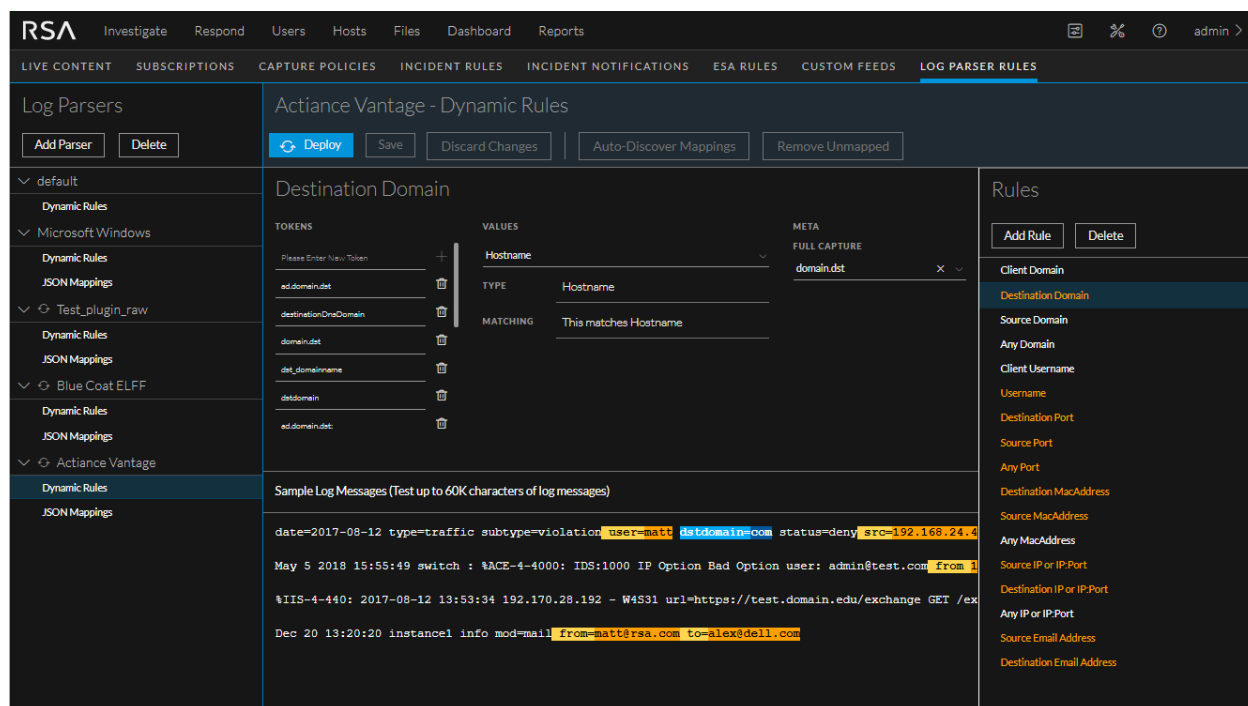 RSA Investigate Respond Users Hosts Files Dashboard Reports admin
LIVE CONTENT SUBSCRIPTIONS CAPTURE POLICIES INCIDENT RULES INCIDENT NOTIFICATIONS ESA RULES CUSTOM FEEDS LOG PARSER RULES
Log Parsers
Add Parser Delete
default
Dynamic Rules
Microsoft Windows
Dynamic Rules
JSON Mappings
Test_plugin_raw
Dynamic Rules
JSON Mappings
Blue Coat ELFF
Dynamic Rules
JSON Mappings
Actiance Vantage
Dynamic Rules
JSON Mappings
Actiance Vantage - Dynamic Rules
Deploy Save Discard Changes Auto-Discover Mappings Remove Unmapped
Destination Domain
TOKENS
Please Enter New Token
ad.domain.dst
destinationDnsDomain
domain.dst
dst_domainname
dstdomain
ad.domain.dst:
VALUES
Hostname
TYPE Hostname
MATCHING This matches Hostname
META
FULL CAPTURE
domain.dst
Sample Log Messages (Test up to 60K characters of log messages)
date=2017-08-12 type=traffic subtype=violation user=matt dstdomain=com status=deny src=192.168.24.4
May 5 2018 15:55:49 switch : %ACE-4-4000: IDS:1000 IP Option Bad Option user: admin@test.com from 1
%IIS-4-440: 2017-08-12 13:53:34 192.170.28.192 - W4S31 url=https://test.domain.edu/exchange GET /ex
Dec 20 13:20:20 instance1 info mod=mail from=matt@rsa.com to=alex@dell.com
Rules
Add Rule Delete
Client Domain
Destination Domain
Source Domain
Any Domain
Client Username
Username
Destination Port
Source Port
Any Port
Destination MacAddress
Source MacAddress
Any MacAddress
Source IP or IP:Port
Destination IP or IP:Port
Any IP or IP:Port
Source Email Address
Destination Email Address